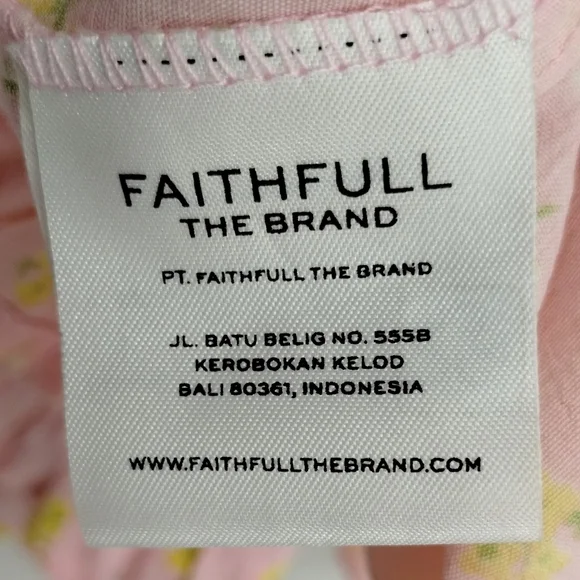 FAITHFULL
THE BRAND
PT. FAITHFULL THE BRAND
JL. BATU BELIG NO. 555B
KEROBOKAN KELOD
BALI 80361, INDONESIA
WWW.FAITHFULLTHEBRAND.COM